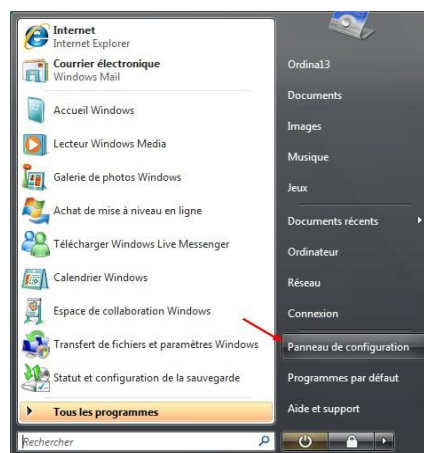 Internet
Internet Explorer
Courrier électronique
Windows Mail
Accueil Windows
Lecteur Windows Media
Galerie de photos Windows
Achat de mise à niveau en ligne
Télécharger Windows Live Messenger
Calendrier Windows
Espace de collaboration Windows
Transfert de fichiers et paramètres Windows
Statut et configuration de la sauvegarde
Tous les programmes
Rechercher
Ordina13
Documents
Images
Musique
Jeux
Documents récents
Ordinateur
Réseau
Connexion
Panneau de configuration
Programmes par défaut
Aide et support